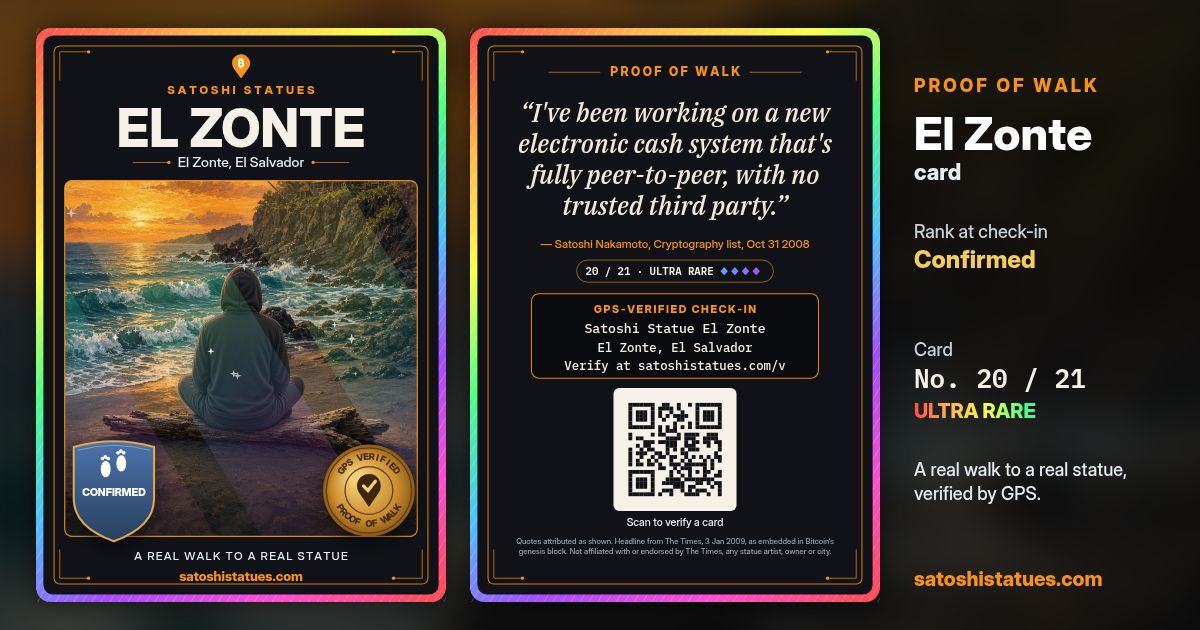 SATOSHI STATUES
EL ZONTE
El Zonte, El Salvador
CONFIRMED
GPS VERIFIED
PROOF OF WALK
A REAL WALK TO A REAL STATUE
satoshistatues.com
PROOF OF WALK
“I've been working on a new
electronic cash system that's
fully peer-to-peer, with no
trusted third party.”
— Satoshi Nakamoto, Cryptography list, Oct 31 2008
20 / 21 · ULTRA RARE
GPS-VERIFIED CHECK-IN
Satoshi Statue El Zonte
El Zonte, El Salvador
Verify at satoshistatues.com/v
Scan to verify a card
Quotes attributed as shown. Headline from The Times, 3 Jan 2009, as embedded in Bitcoin's
genesis block. Not affiliated with or endorsed by The Times, any statue artist, owner or city.
PROOF OF WALK
El Zonte
card
Rank at check-in
Confirmed
Card
No. 20 / 21
ULTRA RARE
A real walk to a real statue,
verified by GPS.
satoshistatues.com